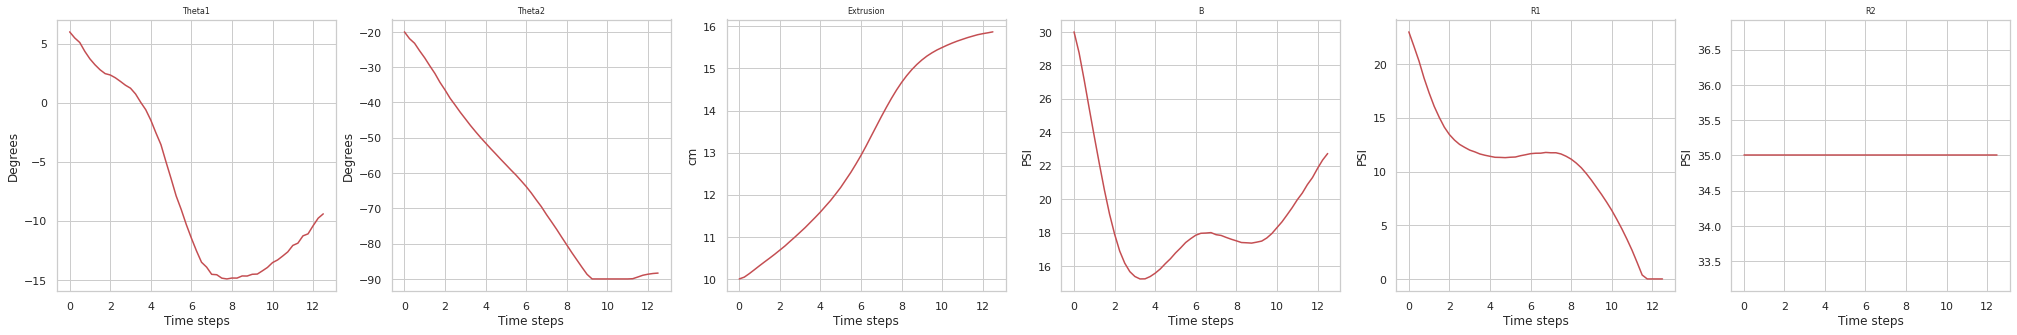 Theta1
5
0
−5
−10
−15
Degrees
0 2 4 6 8 10 12
Time steps
Theta2
−20
−30
−40
−50
−60
−70
−80
−90
Degrees
0 2 4 6 8 10 12
Time steps
Extrusion
16
15
14
13
12
11
10
cm
0 2 4 6 8 10 12
Time steps
B
30
28
26
24
22
20
18
16
PSI
0 2 4 6 8 10 12
Time steps
R1
20
15
10
5
0
PSI
0 2 4 6 8 10 12
Time steps
R2
36.5
36.0
35.5
35.0
34.5
34.0
33.5
PSI
0 2 4 6 8 10 12
Time steps